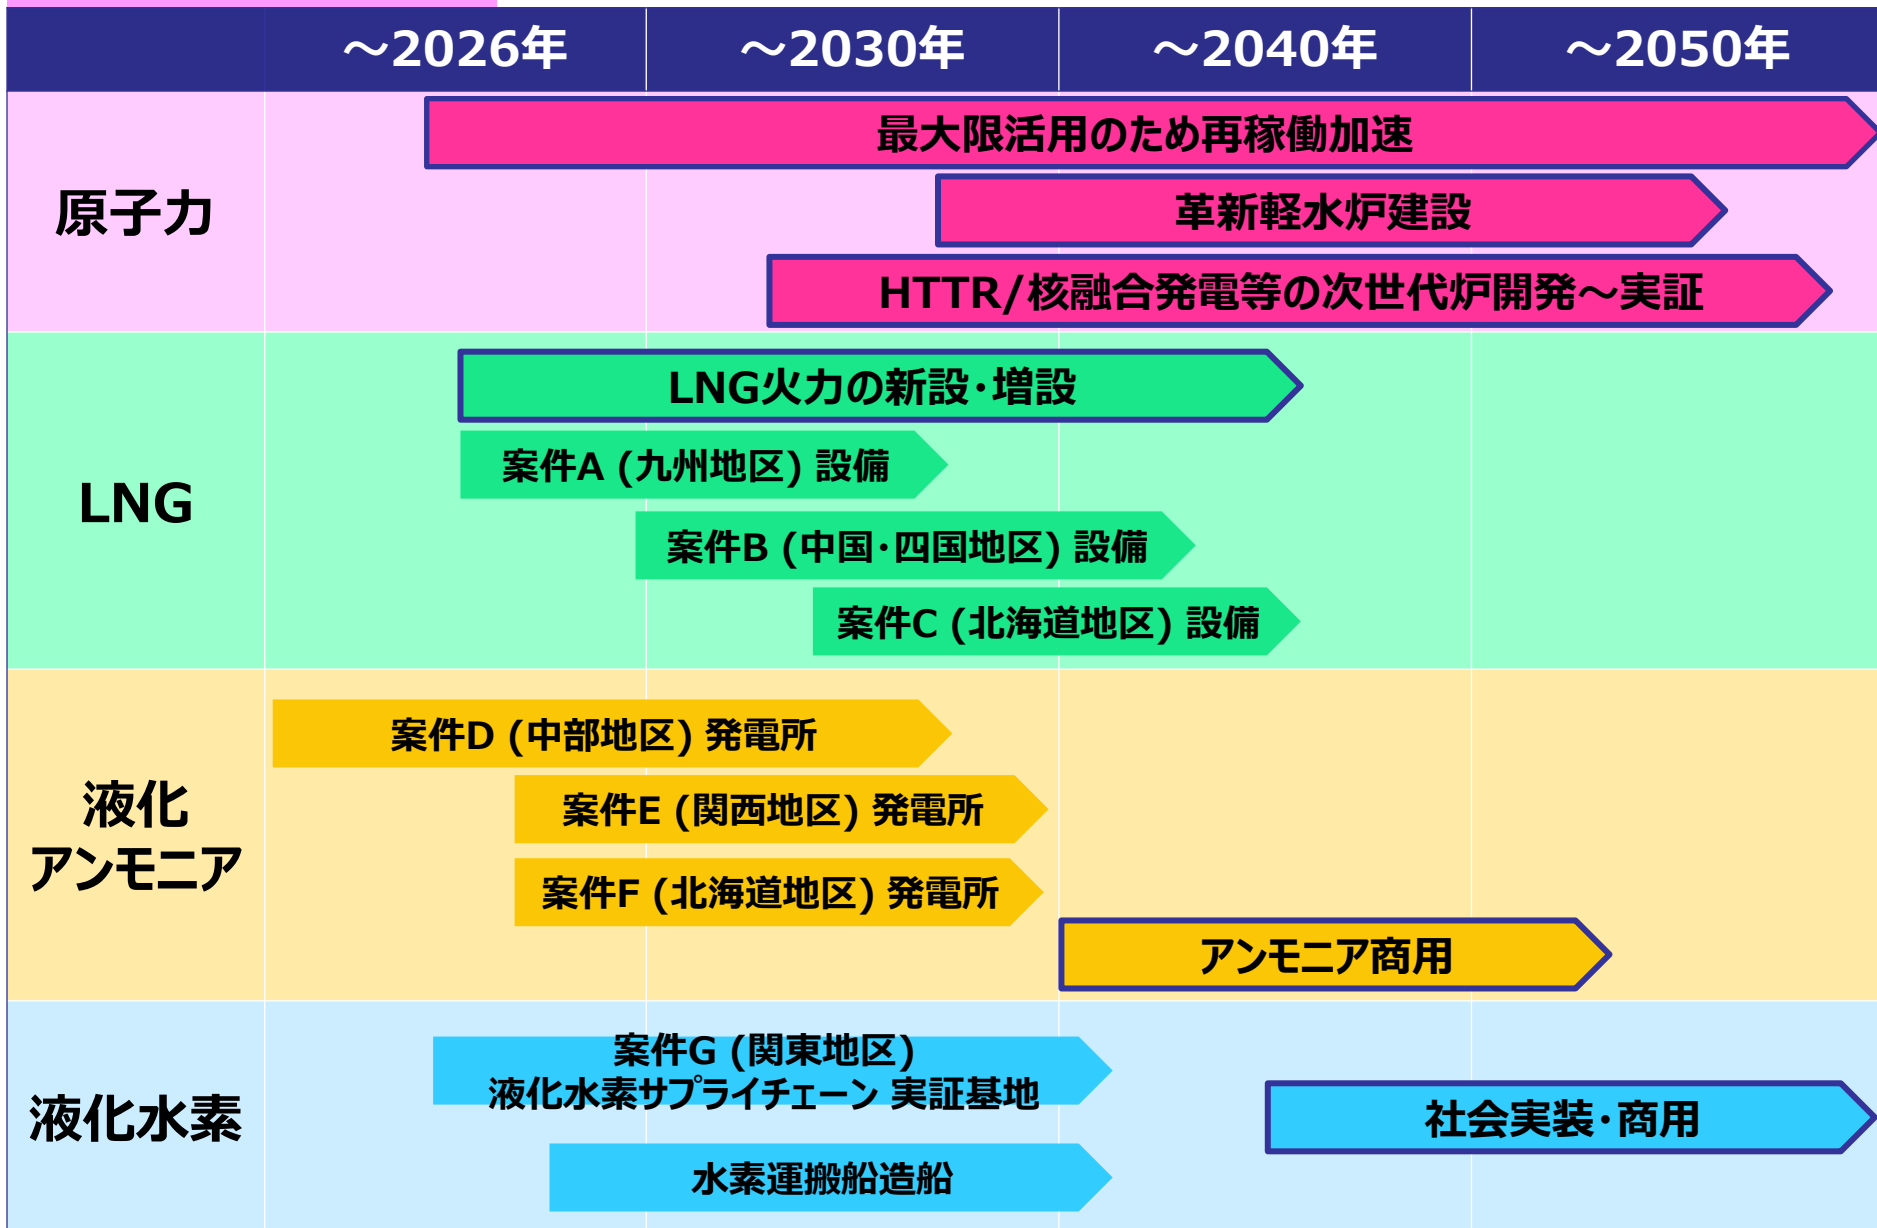 ～2026年
～2030年
～2040年
～2050年
原子力
最大限活用のため再稼働加速
革新軽水炉建設
HTTR/核融合発電等の次世代炉開発～実証
LNG
LNG火力の新設･増設
案件A (九州地区) 設備
案件B (中国･四国地区) 設備
案件C (北海道地区) 設備
液化
アンモニア
案件D (中部地区) 発電所
案件E (関西地区) 発電所
案件F (北海道地区) 発電所
アンモニア商用
液化水素
案件G (関東地区)
液化水素サプライチェーン 実証基地
社会実装･商用
水素運搬船造船